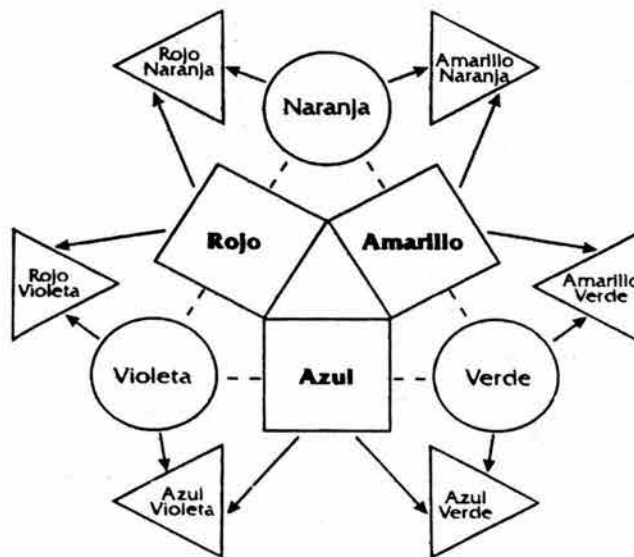 Rojo
Naranja
Amarillo
Naranja
Naranja
Rojo
Amarillo
Rojo
Violeta
Amarillo
Verde
Violeta
Azul
Verde
Azul
Violeta
Azul
Verde